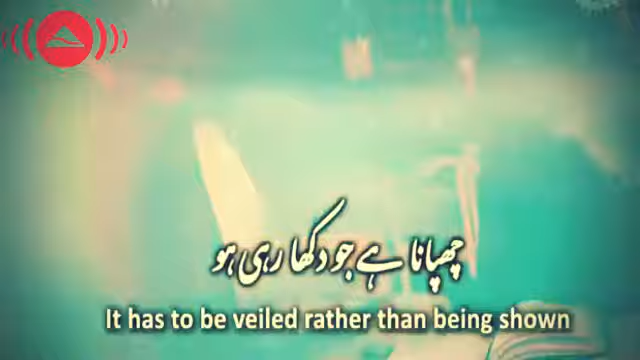 چھپانا ہے جو دکھا رہی ہو
It has to be veiled rather than being shown